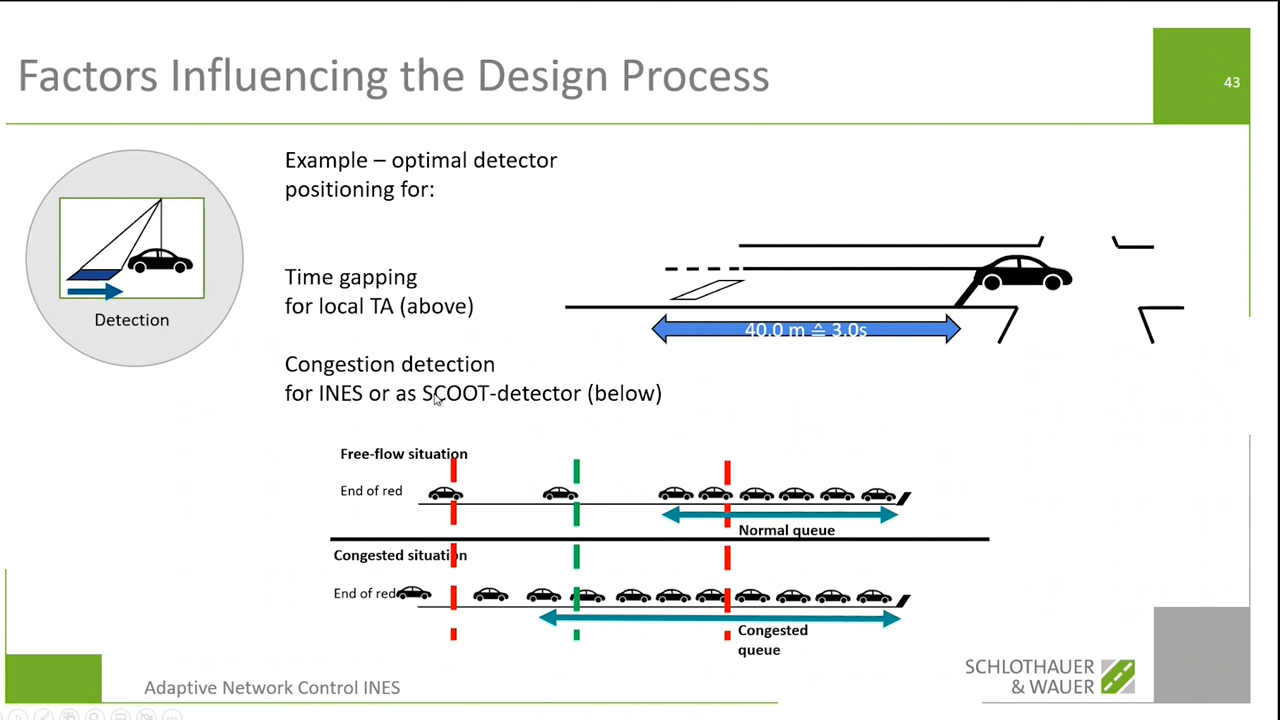 Factors Influencing the Design Process
43
Example – optimal detector
positioning for:
Time gapping
for local TA (above)
Detection
40.0 m ≙ 3.0s
Congestion detection
for INES or as SCOOT-detector (below)
Free-flow situation
End of red
Normal queue
Congested situation
End of red
Congested
queue
SCHLOTHAUER
& WAUER
Adaptive Network Control INES